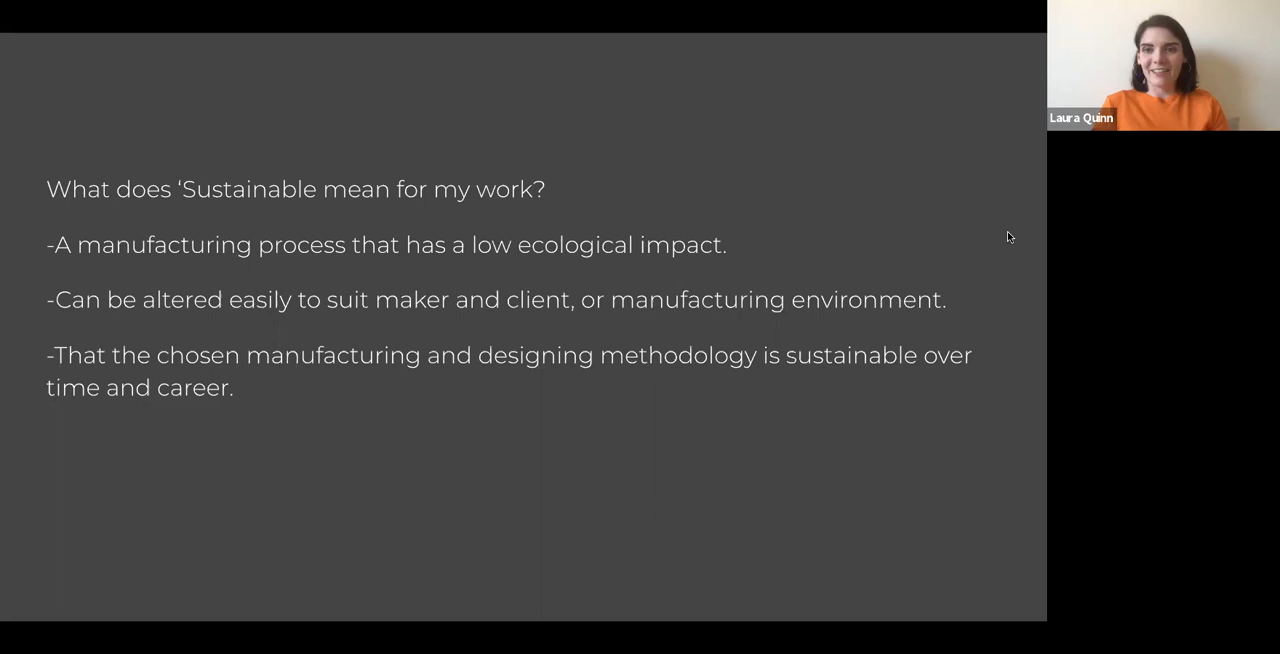 What does ‘Sustainable mean for my work?
-A manufacturing process that has a low ecological impact.
-Can be altered easily to suit maker and client, or manufacturing environment.
-That the chosen manufacturing and designing methodology is sustainable over
time and career.
Laura Quinn